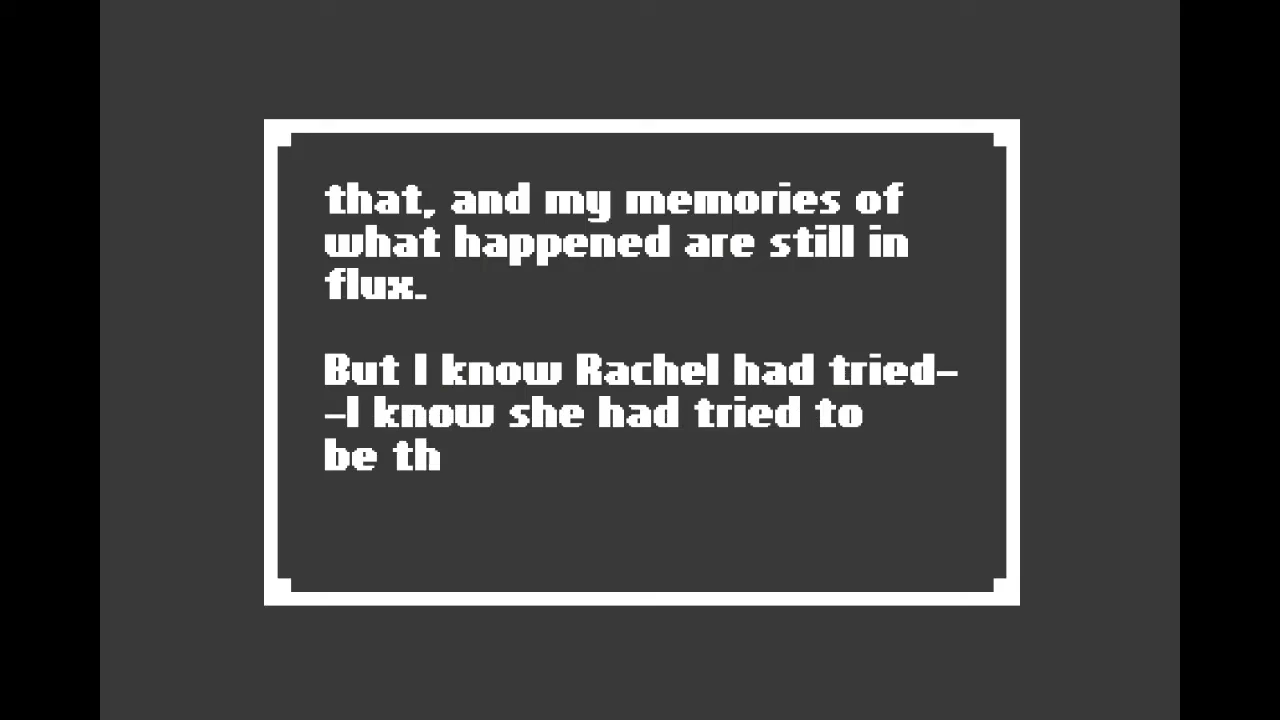 that, and my memories of
what happened are still in
flux.
But I know Rachel had tried-
-I know she had tried to
be th